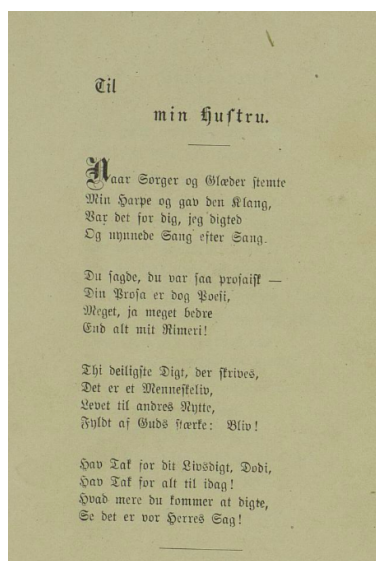 Til
min Hustru.
Naar Sorger og Glæder stemte
Min Harpe og gav den Klang,
Var det for dig, jeg digted
Og nynnede Sang efter Sang.
Du sagde, du var saa prosaisk —
Din Prosa er dog Poesi,
Meget, ja meget bedre
End alt mit Rimeri!
Thi deiligste Digt, der skrives,
Det er et Menneskeliv,
Levet til andres Nytte,
Fyldt af Guds stærke: Bliv!
Hav Tak for dit Livsdigt, Dodi,
Hav Tak for alt til idag!
Hvad mere du kommer at digte,
Se det er vor Herres Sag!